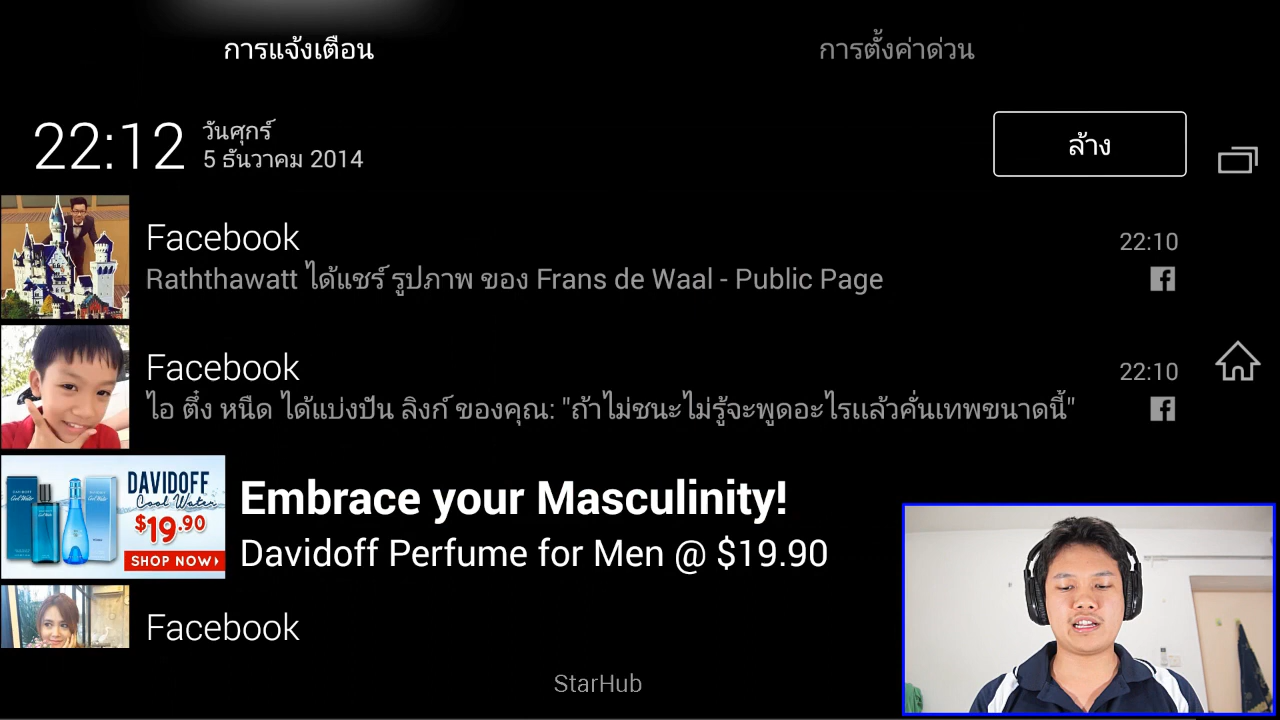 การแจ้งเตือน
การตั้งค่าด่วน
22:12
วันศุกร์
5 ธันวาคม 2014
ล้าง
Facebook
22:10
Raththawatt ได้แชร์ รูปภาพ ของ Frans de Waal - Public Page
Facebook
22:10
ไอ ติ๋ง หนืด ได้แบ่งปัน ลิงก์ ของคุณ: "ถ้าไม่ชนะไม่รู้จะพูดอะไรแล้วคั่นเทพขนาดนี้"
DAVIDOFF
Cool Water
$19.90
SHOP NOW
Embrace your Masculinity!
Davidoff Perfume for Men @ $19.90
Facebook
StarHub